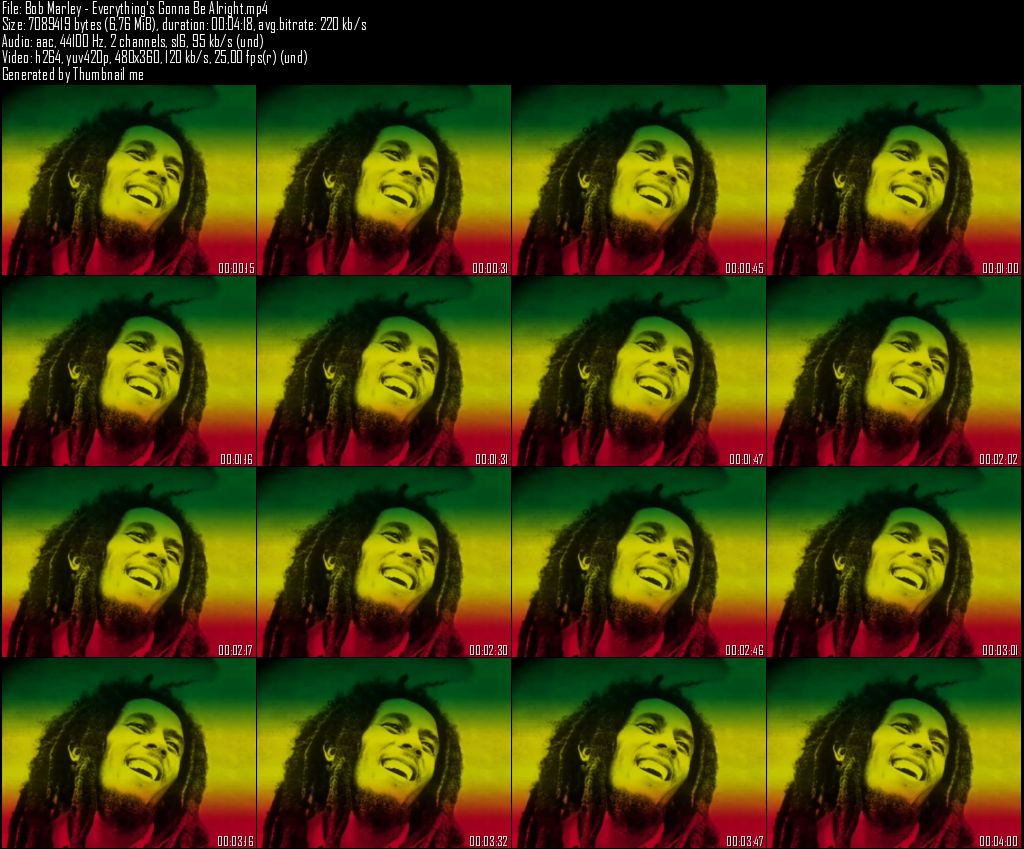 File: Bob Marley - Everything's Gonna Be Alright.mp4
Size: 7089419 bytes (6,76 MiB), duration: 00:04:18, avg.bitrate: 220 kb/s
Audio: aac, 44100 Hz, 2 channels, s16, 95 kb/s (und)
Video: h264, yuv420p, 480x360, 120 kb/s, 25,00 fps(r) (und)
Generated by Thumbnail me
00:00:15 00:00:31 00:00:45 00:01:00
00:01:16 00:01:31 00:01:47 00:02:02
00:02:17 00:02:30 00:02:46 00:03:01
00:03:16 00:03:32 00:03:47 00:04:00